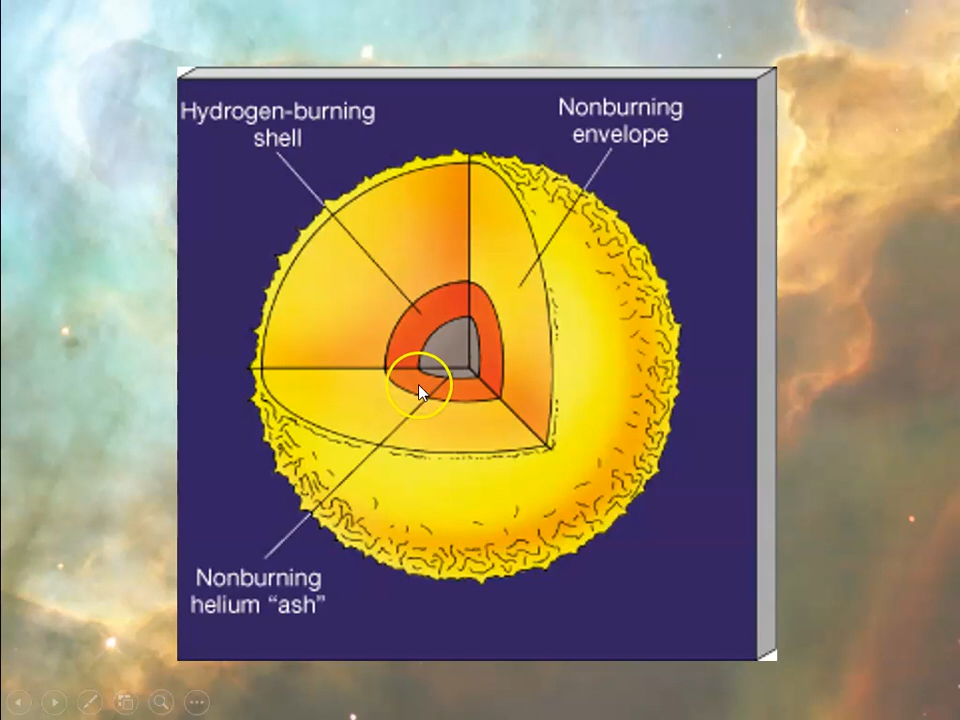 Hydrogen-burning
shell
Nonburning
envelope
Nonburning
helium “ash”